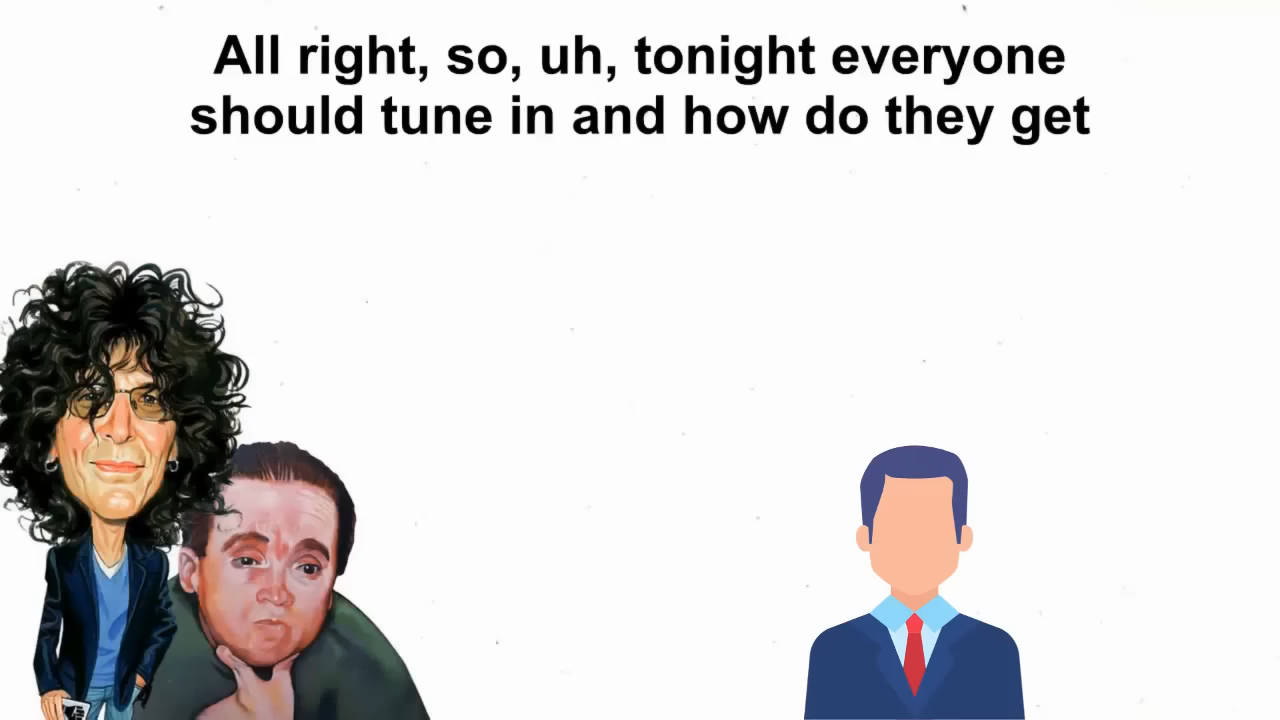 All right, so, uh, tonight everyone
should tune in and how do they get